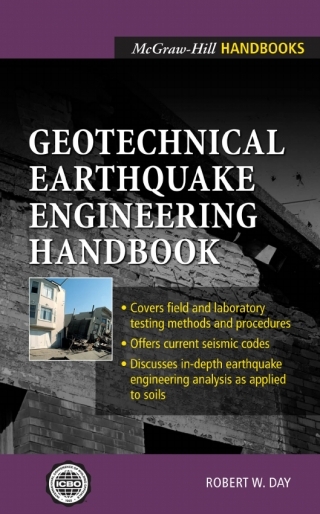 McGraw-Hill HANDBOOKS
GEOTECHNICAL
EARTHQUAKE
ENGINEERING
HANDBOOK
• Covers field and laboratory
testing methods and procedures
• Offers current seismic codes
• Discusses in-depth earthquake
engineering analysis as applied
to soils
ICBO
ROBERT W. DAY